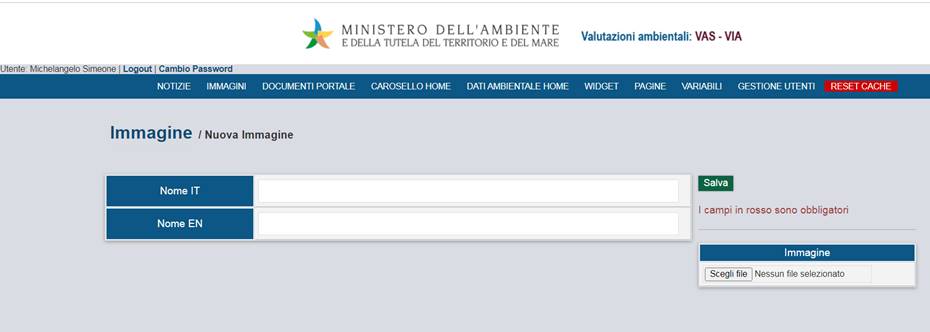 MINISTERO DELL'AMBIENTE
E DELLA TUTELA DEL TERRITORIO E DEL MARE
Valutazioni ambientali: VAS - VIA
Utente: Michelangelo Simeone | Logout | Cambio Password
NOTIZIE IMMAGINI DOCUMENTI PORTALE CAROSELLO HOME DATI AMBIENTALE HOME WIDGET PAGINE VARIABILI GESTIONE UTENTI RESET CACHE
Immagine / Nuova Immagine
Nome IT
Nome EN
Salva
I campi in rosso sono obbligatori
Immagine
Scegli file Nessun file selezionato